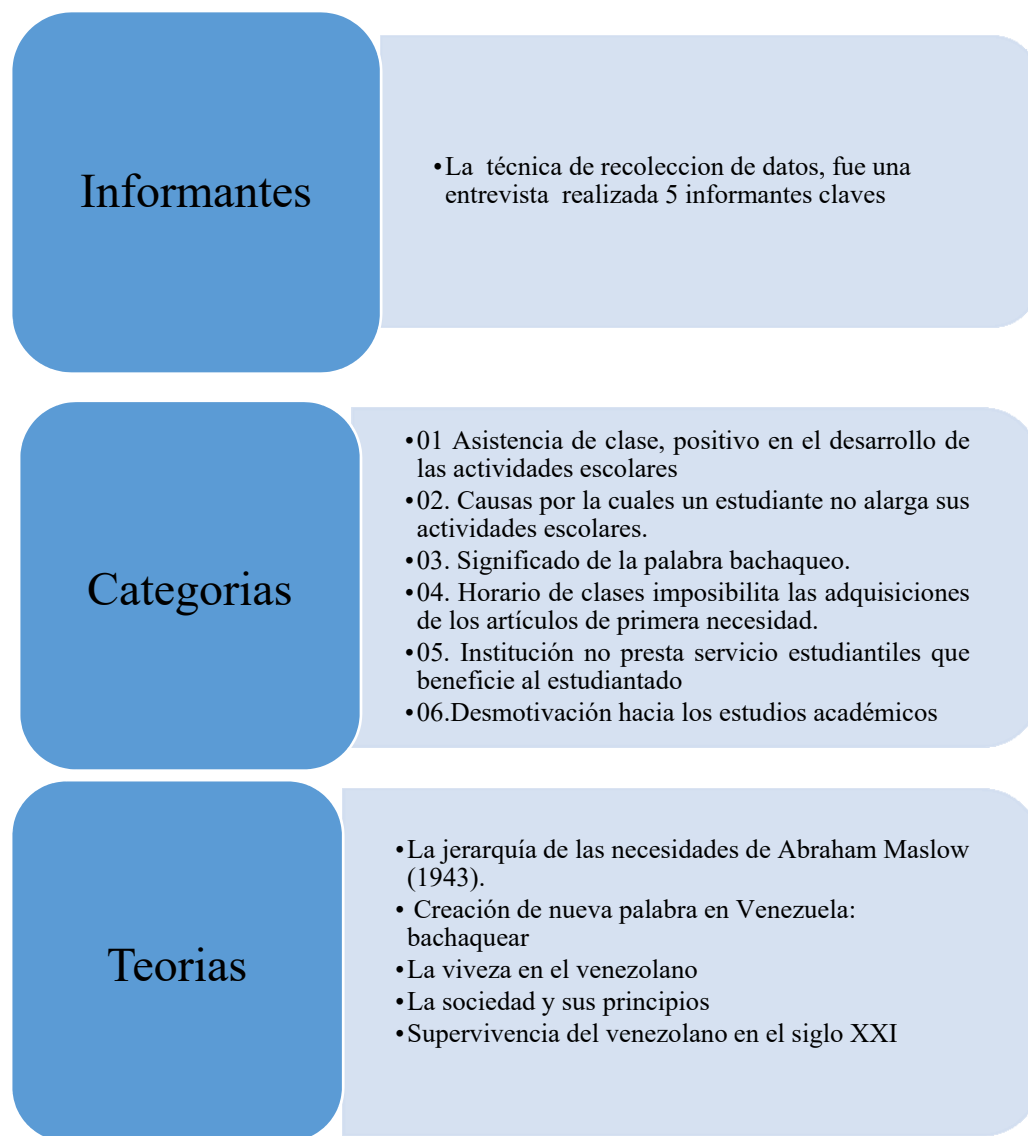 Informantes
•La técnica de recoleccion de datos, fue una
entrevista realizada 5 informantes claves
Categorias
•01 Asistencia de clase, positivo en el desarrollo de
las actividades escolares
•02. Causas por la cuales un estudiante no alarga sus
actividades escolares.
•03. Significado de la palabra bachaqueo.
•04. Horario de clases imposibilita las adquisiciones
de los artículos de primera necesidad.
•05. Institución no presta servicio estudiantiles que
beneficie al estudiantado
•06.Desmotivación hacia los estudios académicos
Teorias
•La jerarquía de las necesidades de Abraham Maslow
(1943).
• Creación de nueva palabra en Venezuela:
bachaquear
•La viveza en el venezolano
•La sociedad y sus principios
•Supervivencia del venezolano en el siglo XXI